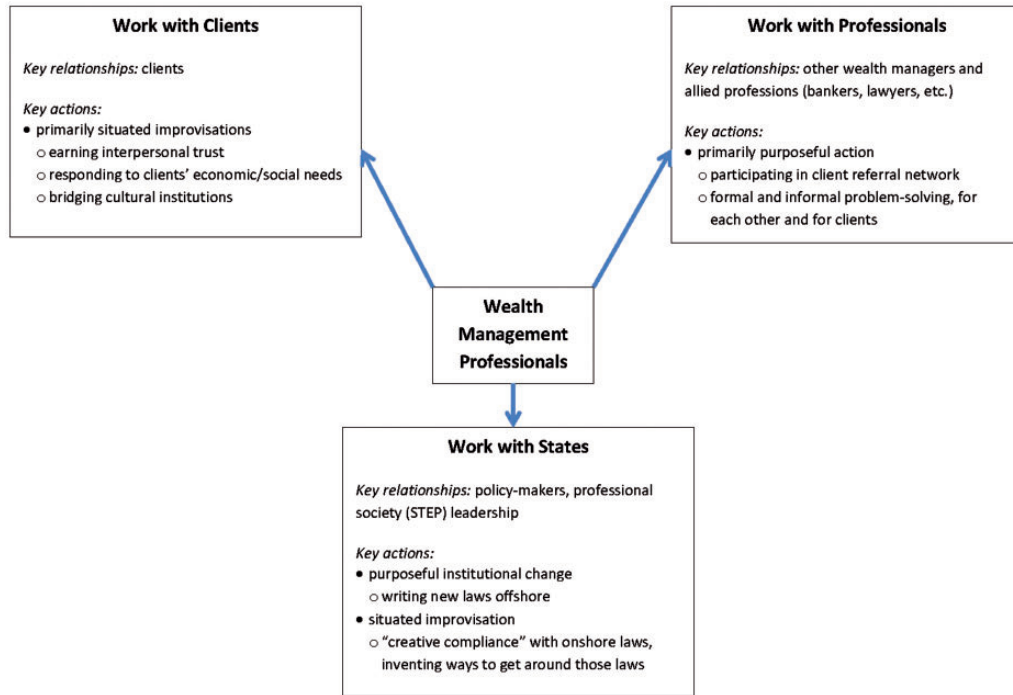 Work with Clients
Key relationships: clients
Key actions:
• primarily situated improvisations
o earning interpersonal trust
o responding to clients’ economic/social needs
o bridging cultural institutions
Work with Professionals
Key relationships: other wealth managers and
allied professions (bankers, lawyers, etc.)
Key actions:
• primarily purposeful action
o participating in client referral network
o formal and informal problem-solving, for
each other and for clients
Wealth
Management
Professionals
Work with States
Key relationships: policy-makers, professional
society (STEP) leadership
Key actions:
• purposeful institutional change
o writing new laws offshore
• situated improvisation
o “creative compliance” with onshore laws,
inventing ways to get around those laws